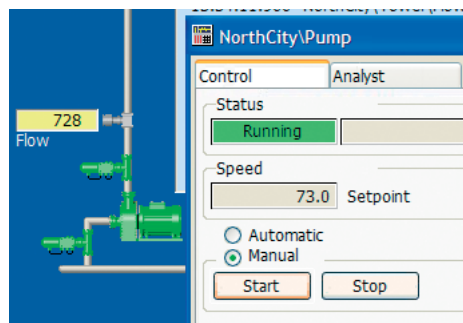 NorthCity\Pump
Control Analyst
Status
Running
728
Flow
Speed
73.0 Setpoint
Automatic
Manual
Start Stop